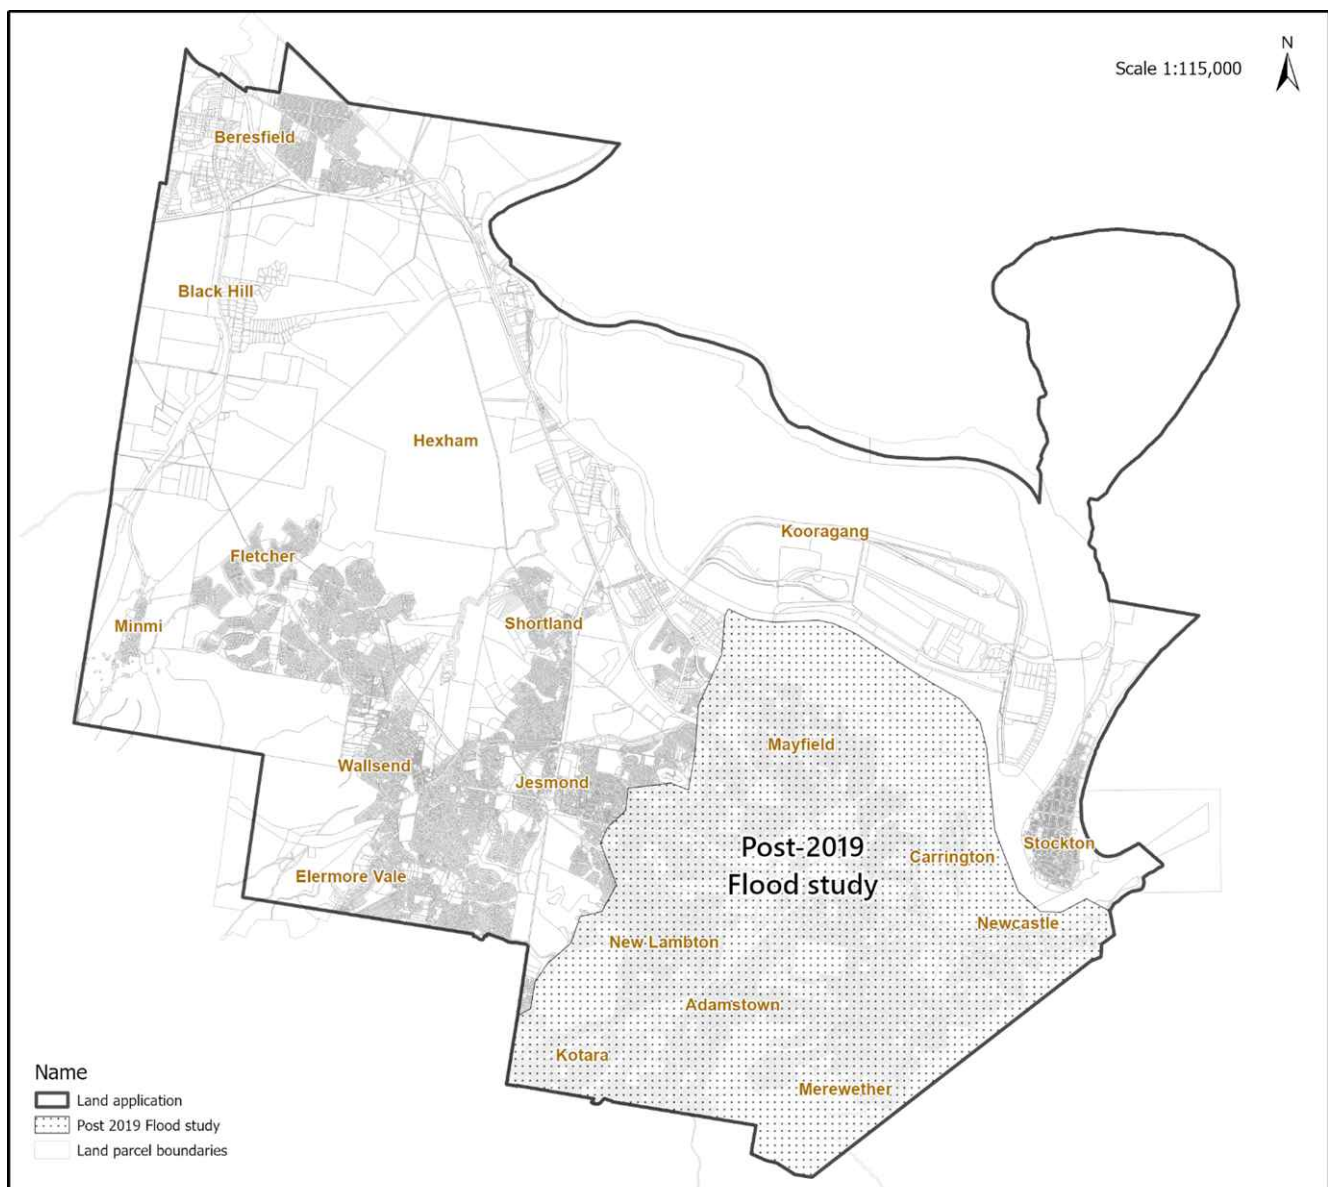 N
Scale 1:115,000
Beresfield
Black Hill
Hexham
Kooragang
Fletcher
Shortland
Minmi
Mayfield
Wallsend
Jesmond
Post-2019
Flood study
Stockton
Carrington
Elermore Vale
Newcastle
New Lambton
Adamstown
Kotara
Merewether
Name
Land application
Post 2019 Flood study
Land parcel boundaries